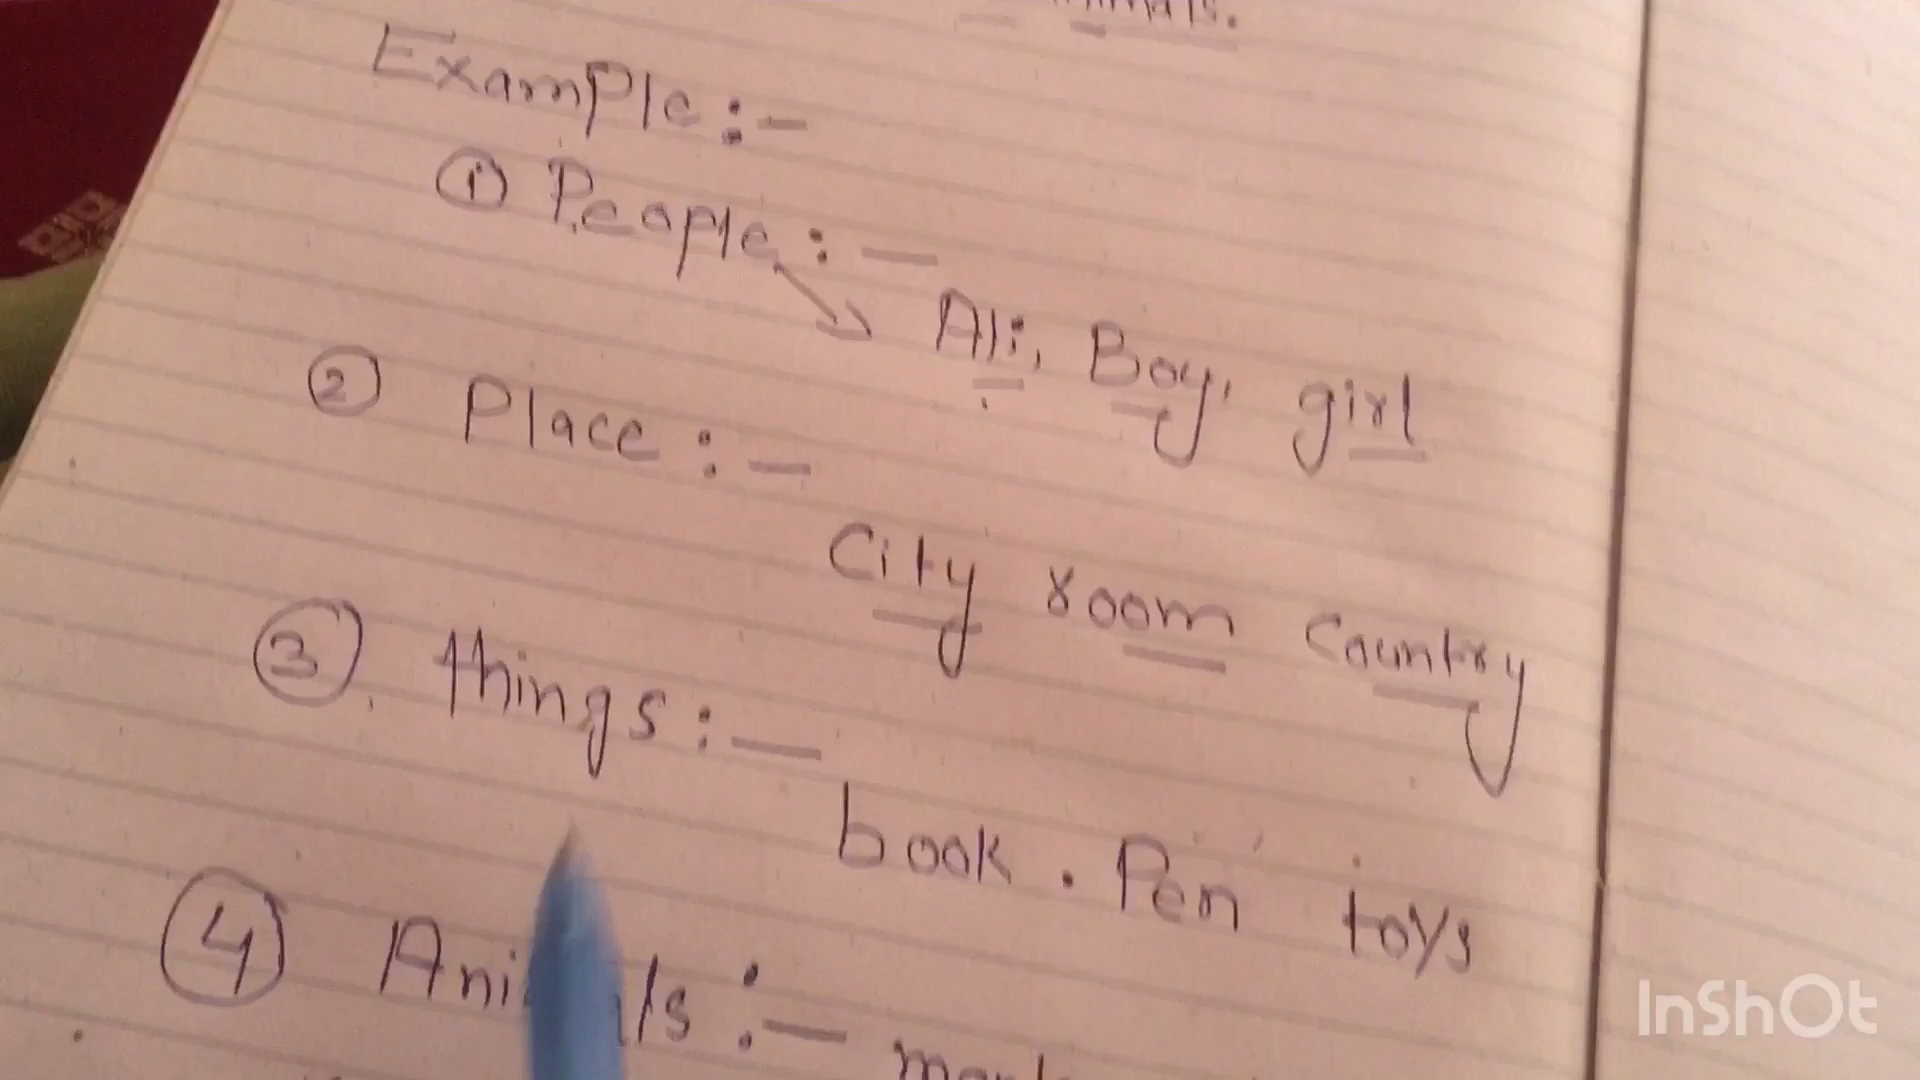 Example :-
① People :-
Ali, Boy, girl
② Place :-
City room Country
③ things :-
book . Pen toys
④ :-
InShOt